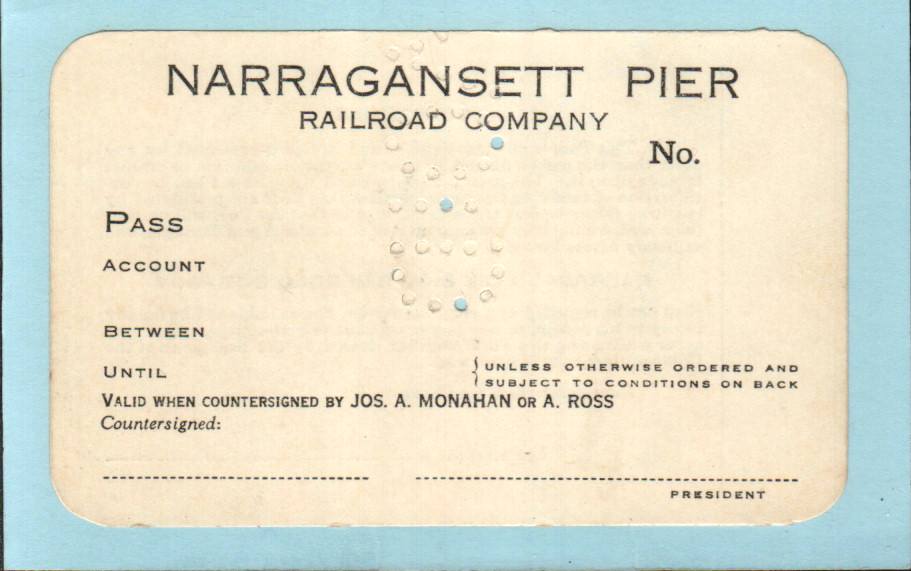 NARRAGANSETT PIER
RAILROAD COMPANY
No.
PASS
ACCOUNT
BETWEEN
UNTIL { UNLESS OTHERWISE ORDERED AND
SUBJECT TO CONDITIONS ON BACK
VALID WHEN COUNTERSIGNED BY JOS. A. MONAHAN OR A. ROSS
Countersigned:
PRESIDENT